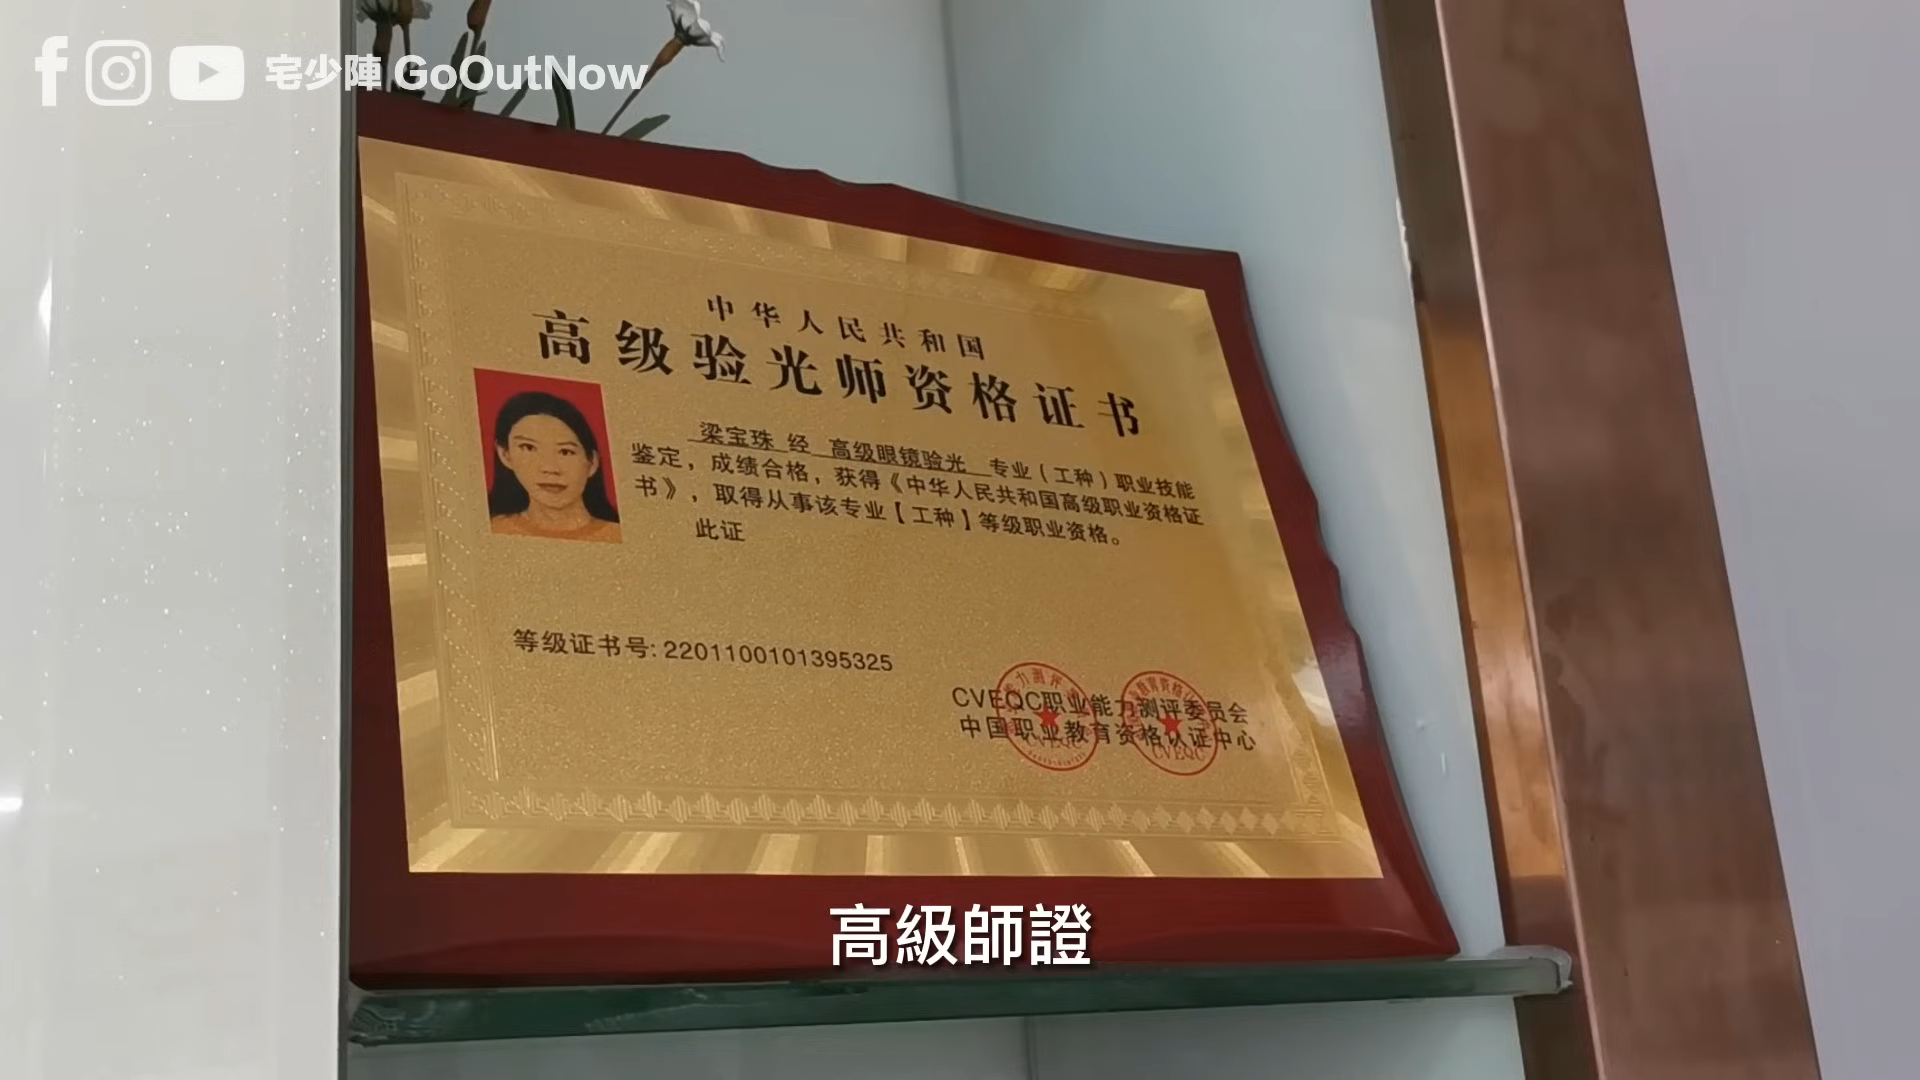 宅少陣 GoOutNow
中华人民共和国
高级验光师资格证书
梁宝珠 经 高级眼镜验光 专业（工种）职业技能
鉴定，成绩合格，获得《中华人民共和国高级职业资格证
书》，取得从事该专业【工种】等级职业资格。
此证
等级证书号: 2201100101395325
CVEQC职业能力测评委员会
中国职业教育资格认证中心
CVEQC
CVEQC
高級師證